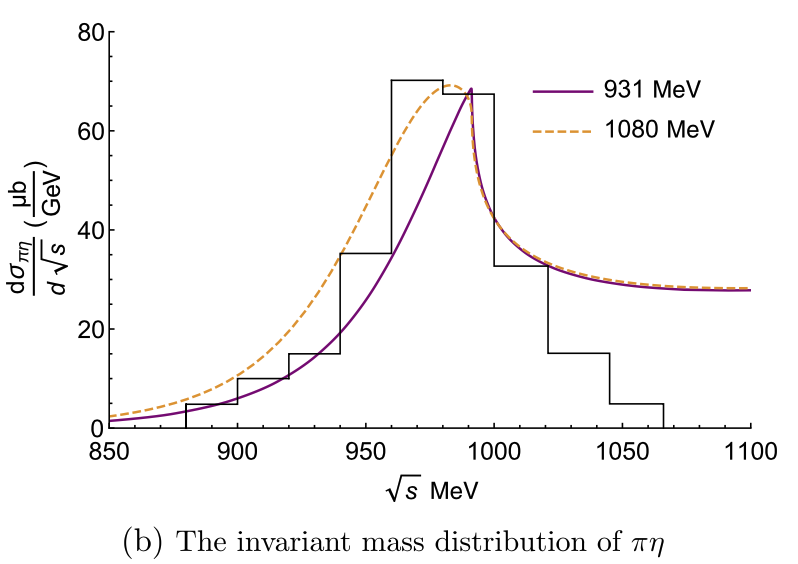 80
60
40
20
0
dσπη
d√s
(
μb
GeV
)
931 MeV
1080 MeV
850 900 950 1000 1050 1100
√s MeV
(b) The invariant mass distribution of πη